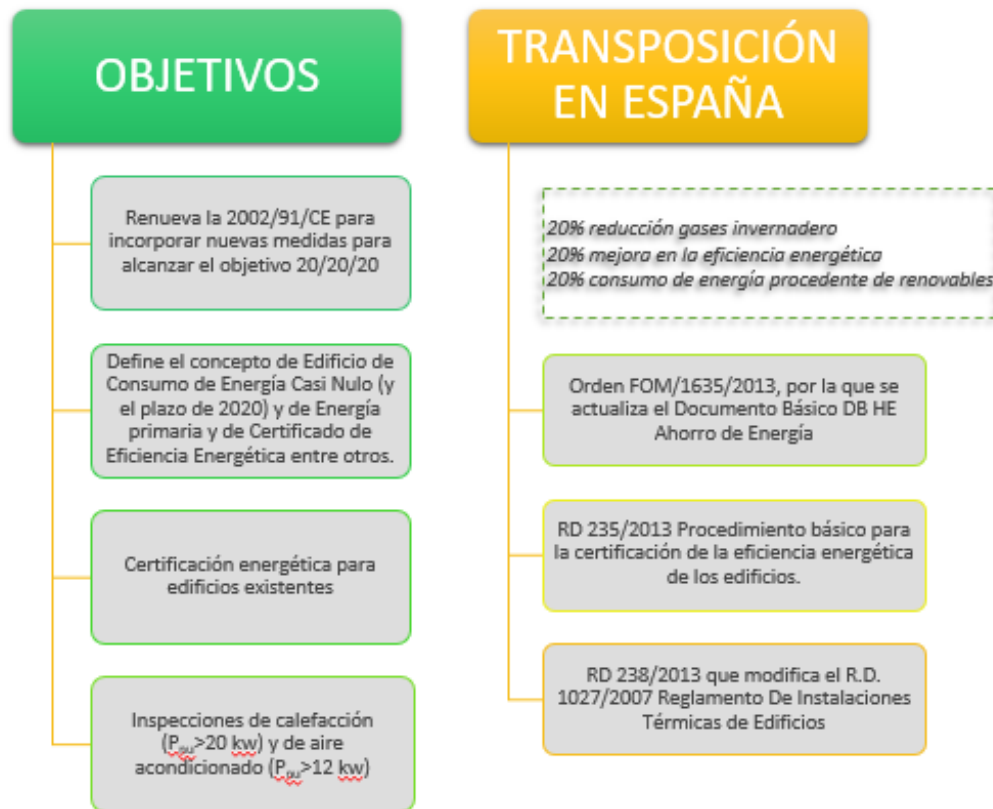 OBJETIVOS
Renueva la 2002/91/CE para
incorporar nuevas medidas para
alcanzar el objetivo 20/20/20
Define el concepto de Edificio de
Consumo de Energía Casi Nulo (y
el plazo de 2020) y de Energía
primaria y de Certificado de
Eficiencia Energética entre otros.
Certificación energética para
edificios existentes
Inspecciones de calefacción
(Pnu>20 kw) y de aire
acondicionado (Pnu>12 kw)
TRANSPOSICIÓN
EN ESPAÑA
20% reducción gases invernadero
20% mejora en la eficiencia energética
20% consumo de energía procedente de renovables
Orden FOM/1635/2013, por la que se
actualiza el Documento Básico DB HE
Ahorro de Energía
RD 235/2013 Procedimiento básico para
la certificación de la eficiencia energética
de los edificios.
RD 238/2013 que modifica el R.D.
1027/2007 Reglamento De Instalaciones
Térmicas de Edificios